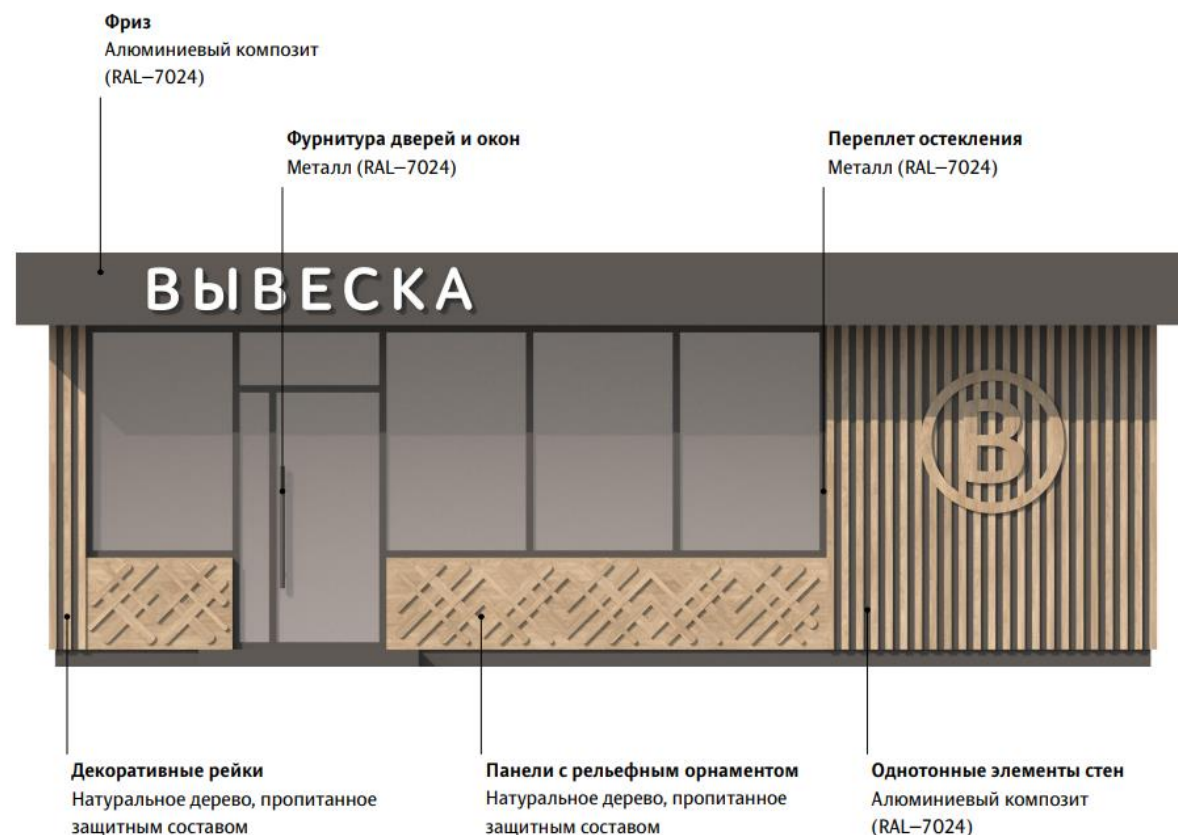 Фриз
Алюминиевый композит
(RAL—7024)
Фурнитура дверей и окон
Металл (RAL—7024)
Переплет остекления
Металл (RAL—7024)
ВЫВЕСКА
В
Декоративные рейки
Натуральное дерево, пропитанное
защитным составом
Панели с рельефным орнаментом
Натуральное дерево, пропитанное
защитным составом
Однотонные элементы стен
Алюминиевый композит
(RAL—7024)